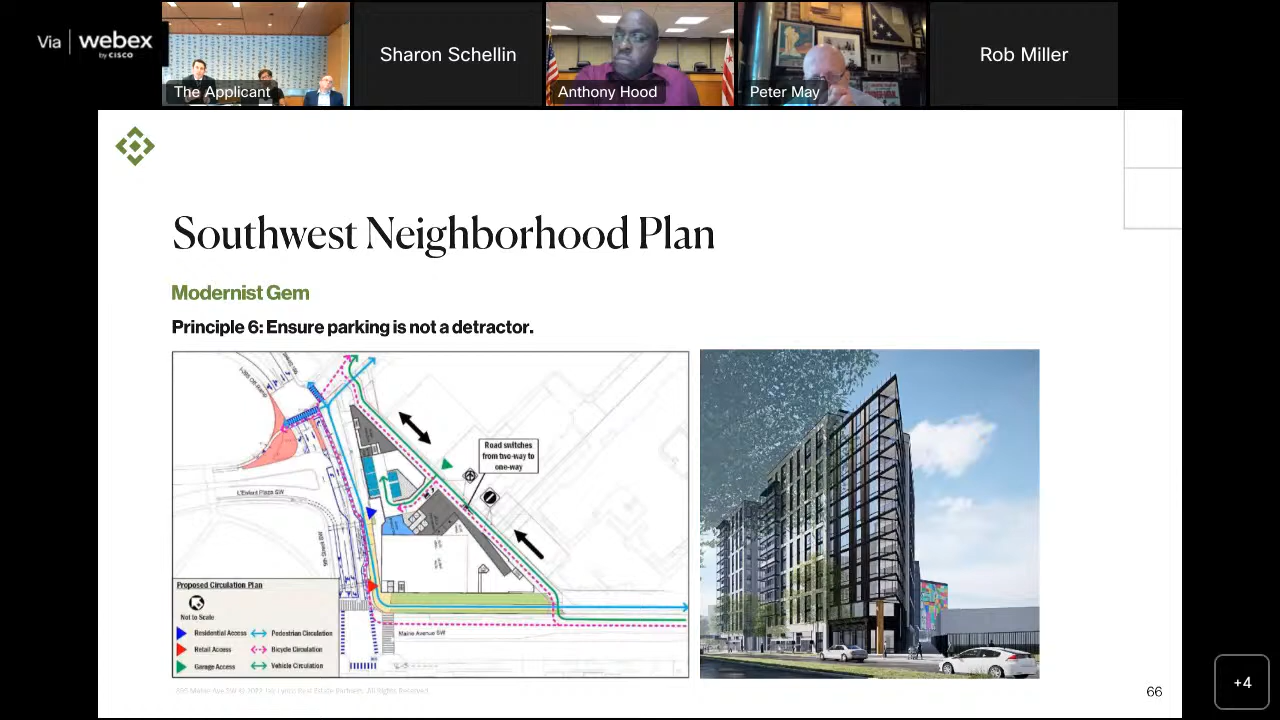 Via | webex
by CISCO
The Applicant
Sharon Schellin
Anthony Hood
Peter May
Rob Miller
Southwest Neighborhood Plan
Modernist Gem
Principle 6: Ensure parking is not a detractor.
Road switches
from two-way to
one-way
L'Enfant Plaza SW
Proposed Circulation Plan
Not to Scale
Residential Access
Pedestrian Circulation
Retail Access
Bicycle Circulation
Garage Access
Vehicle Circulation
Maine Avenue SW
66
+4